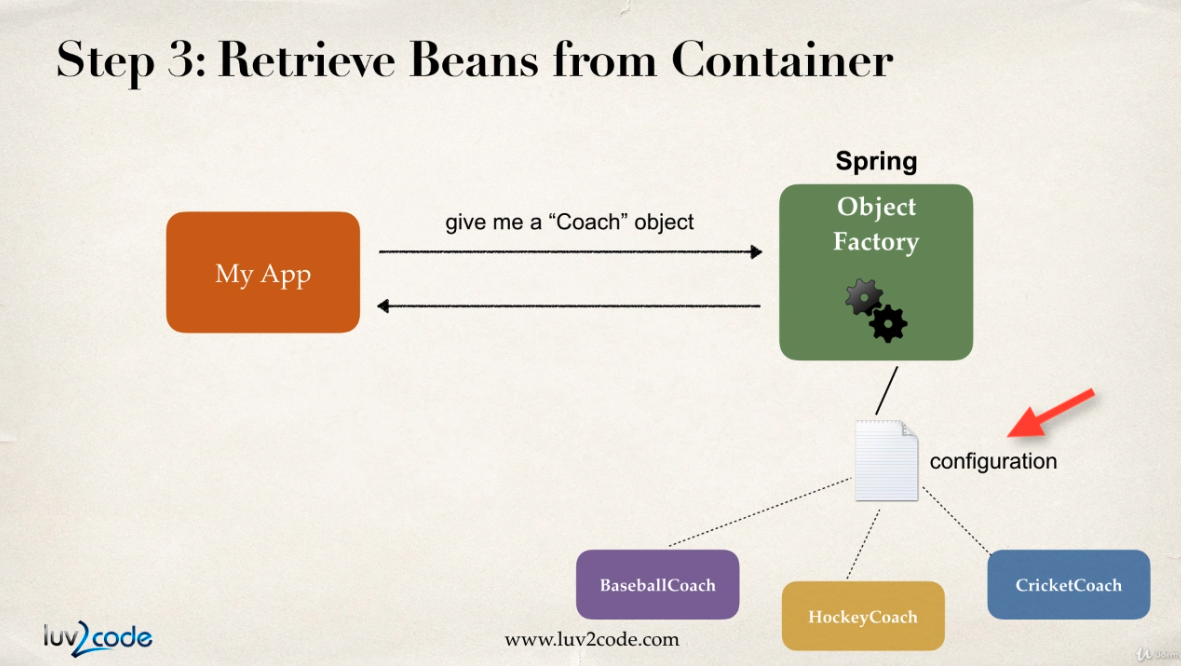 Step 3: Retrieve Beans from Container
Spring
Object
Factory
give me a “Coach” object
My App
configuration
BaseballCoach
HockeyCoach
CricketCoach
luv2code
www.luv2code.com